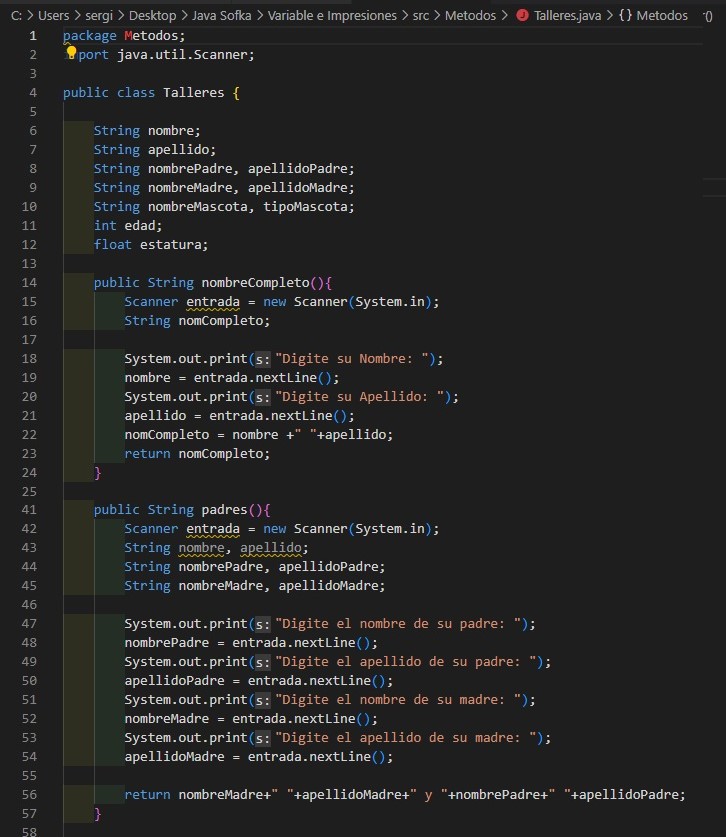 C: > Users > sergi > Desktop > Java Sofka > Variable e Impresiones > src > Metodos > Talleres.java > {} Metodos
1 package Metodos;
2 port java.util.Scanner;
3
4 public class Talleres {
5
6 String nombre;
7 String apellido;
8 String nombrePadre, apellidoPadre;
9 String nombreMadre, apellidoMadre;
10 String nombreMascota, tipoMascota;
11 int edad;
12 float estatura;
13
14 public String nombreCompleto(){
15 Scanner entrada = new Scanner(System.in);
16 String nomCompleto;
17
18 System.out.print(s: "Digite su Nombre: ");
19 nombre = entrada.nextLine();
20 System.out.print(s: "Digite su Apellido: ");
21 apellido = entrada.nextLine();
22 nomCompleto = nombre +" "+apellido;
23 return nomCompleto;
24 }
25
41 public String padres(){
42 Scanner entrada = new Scanner(System.in);
43 String nombre, apellido;
44 String nombrePadre, apellidoPadre;
45 String nombreMadre, apellidoMadre;
46
47 System.out.print(s: "Digite el nombre de su padre: ");
48 nombrePadre = entrada.nextLine();
49 System.out.print(s: "Digite el apellido de su padre: ");
50 apellidoPadre = entrada.nextLine();
51 System.out.print(s: "Digite el nombre de su madre: ");
52 nombreMadre = entrada.nextLine();
53 System.out.print(s: "Digite el apellido de su madre: ");
54 apellidoMadre = entrada.nextLine();
55
56 return nombreMadre+" "+apellidoMadre+" y "+nombrePadre+" "+apellidoPadre;
57 }
58